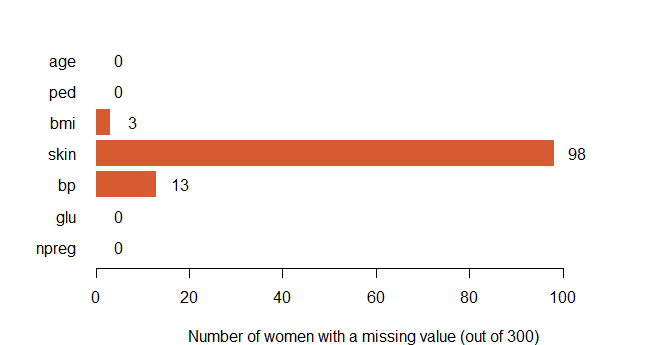 age 0
ped 0
bmi 3
skin 98
bp 13
glu 0
npreg 0
0 20 40 60 80 100
Number of women with a missing value (out of 300)